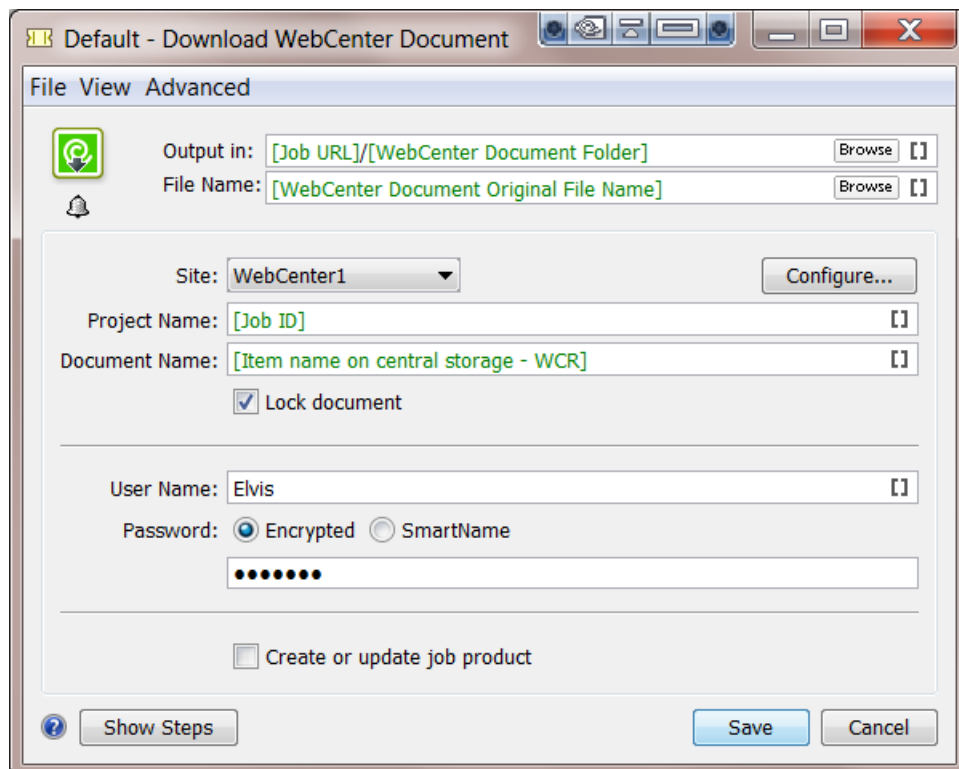 Default - Download WebCenter Document
File View Advanced
Output in: [Job URL]/[WebCenter Document Folder] Browse []
File Name: [WebCenter Document Original File Name] Browse []
Site: WebCenter1 Configure...
Project Name: [Job ID] []
Document Name: [Item name on central storage - WCR] []
Lock document
User Name: Elvis []
Password: Encrypted SmartName
•••••••
Create or update job product
? Show Steps Save Cancel